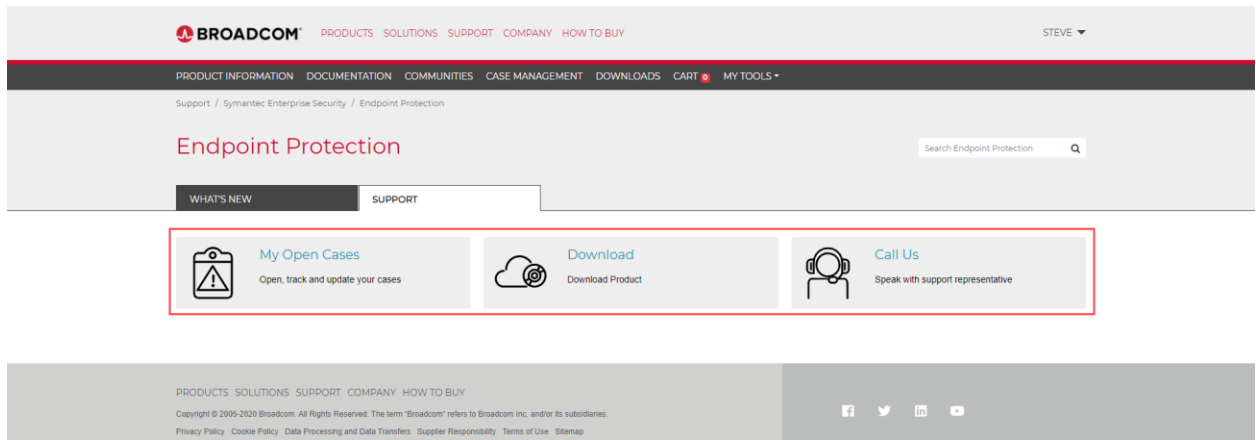 BROADCOM® PRODUCTS SOLUTIONS SUPPORT COMPANY HOW TO BUY STEVE
PRODUCT INFORMATION DOCUMENTATION COMMUNITIES CASE MANAGEMENT DOWNLOADS CART 0 MY TOOLS
Support / Symantec Enterprise Security / Endpoint Protection
Endpoint Protection
Search Endpoint Protection
WHAT'S NEW SUPPORT
My Open Cases
Open, track and update your cases
Download
Download Product
Call Us
Speak with support representative
PRODUCTS SOLUTIONS SUPPORT COMPANY HOW TO BUY
Copyright © 2005-2020 Broadcom. All Rights Reserved. The term "Broadcom" refers to Broadcom Inc. and/or its subsidiaries.
Privacy Policy Cookie Policy Data Processing and Data Transfers Supplier Responsibility Terms of Use Sitemap